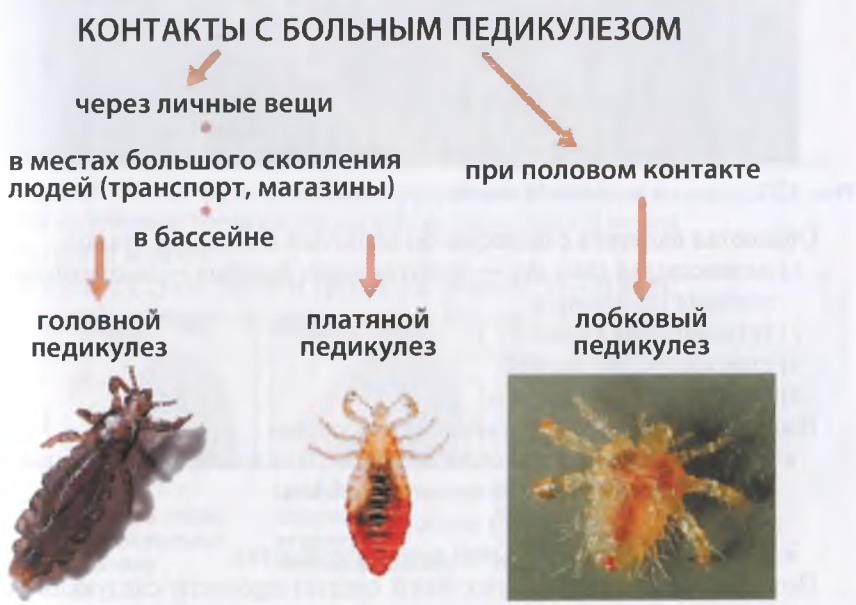 КОНТАКТЫ С БОЛЬНЫМ ПЕДИКУЛЕЗОМ
через личные вещи
в местах большого скопления
людей (транспорт, магазины)
в бассейне
при половом контакте
головной
педикулез
платяной
педикулез
лобковый
педикулез